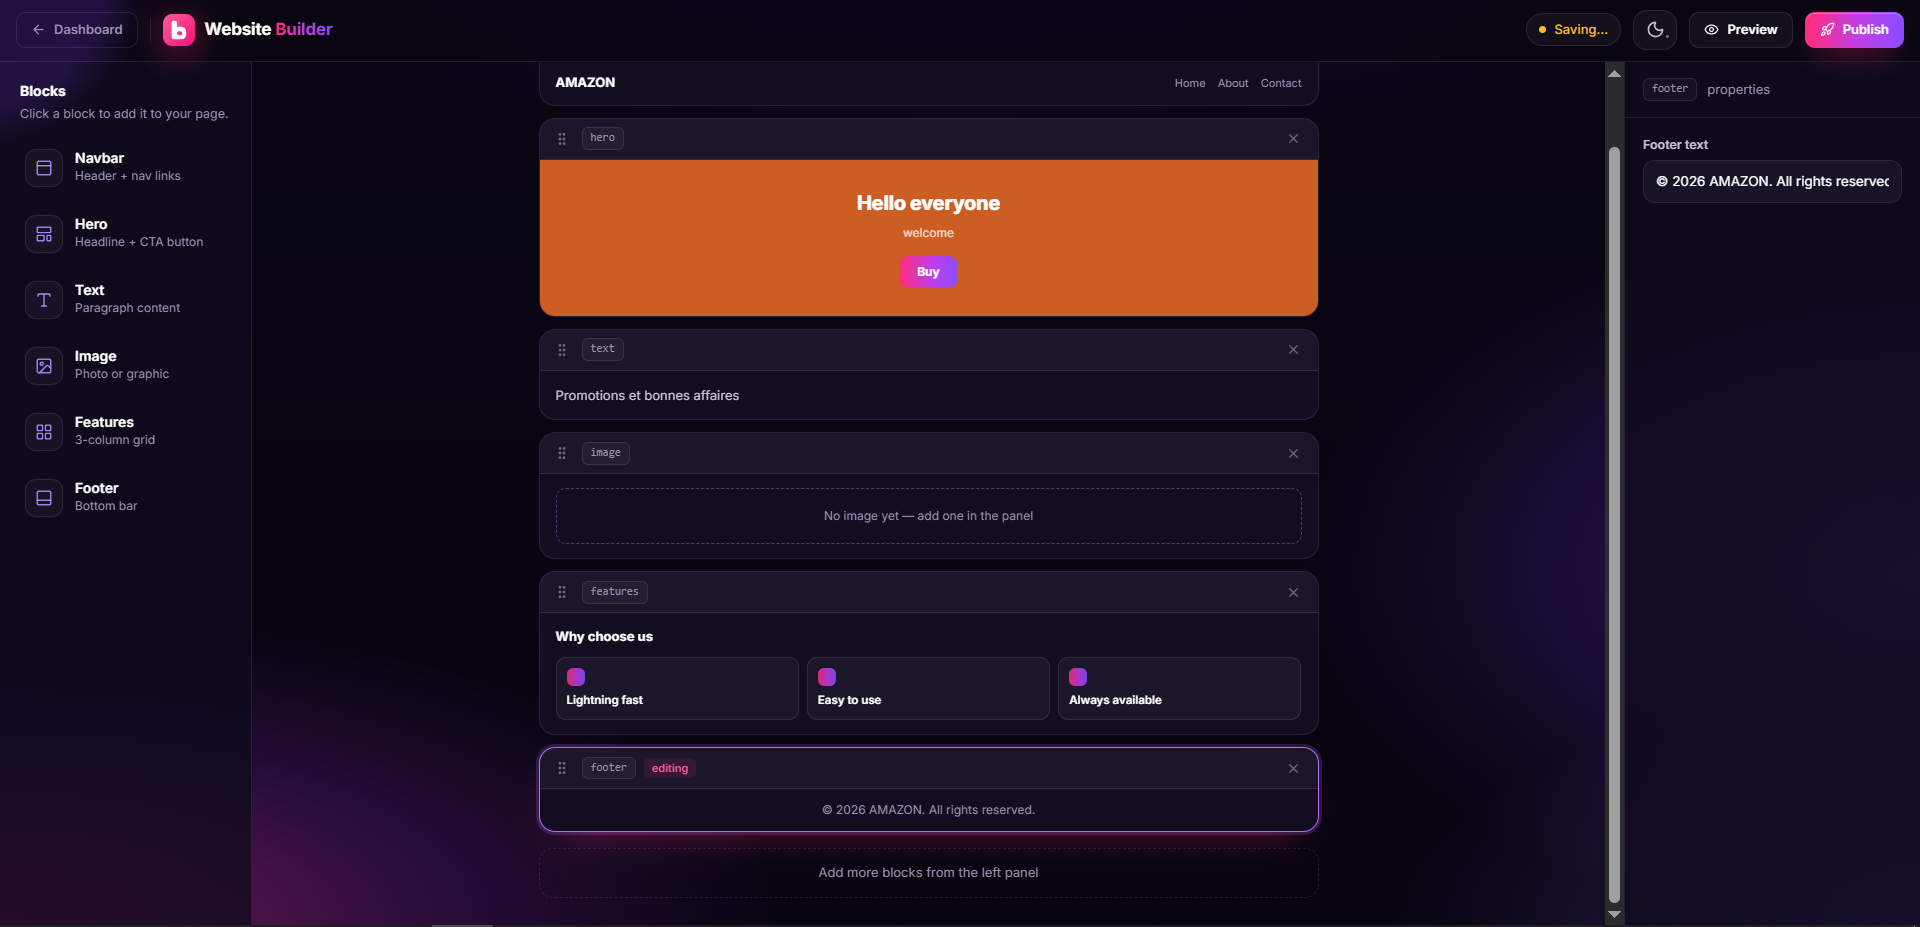 Dashboard
Website Builder
Saving...
Preview
Publish
Blocks
Click a block to add it to your page.
Navbar
Header + nav links
Hero
Headline + CTA button
Text
Paragraph content
Image
Photo or graphic
Features
3-column grid
Footer
Bottom bar
AMAZON
Home About Contact
hero
Hello everyone
welcome
Buy
text
Promotions et bonnes affaires
image
No image yet — add one in the panel
features
Why choose us
Lightning fast
Easy to use
Always available
footer editing
© 2026 AMAZON. All rights reserved.
Add more blocks from the left panel
footer properties
Footer text
© 2026 AMAZON. All rights reserved